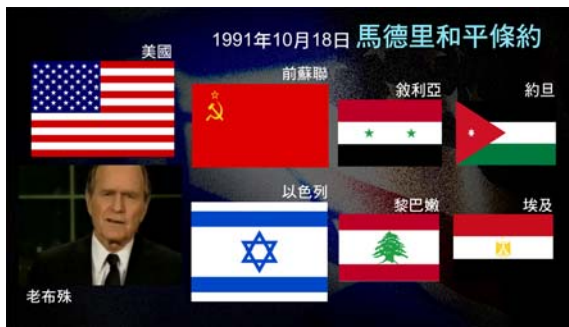 1991年10月18日 馬德里和平條約
美國
前蘇聯
敘利亞
約旦
以色列
黎巴嫩
埃及
老布殊